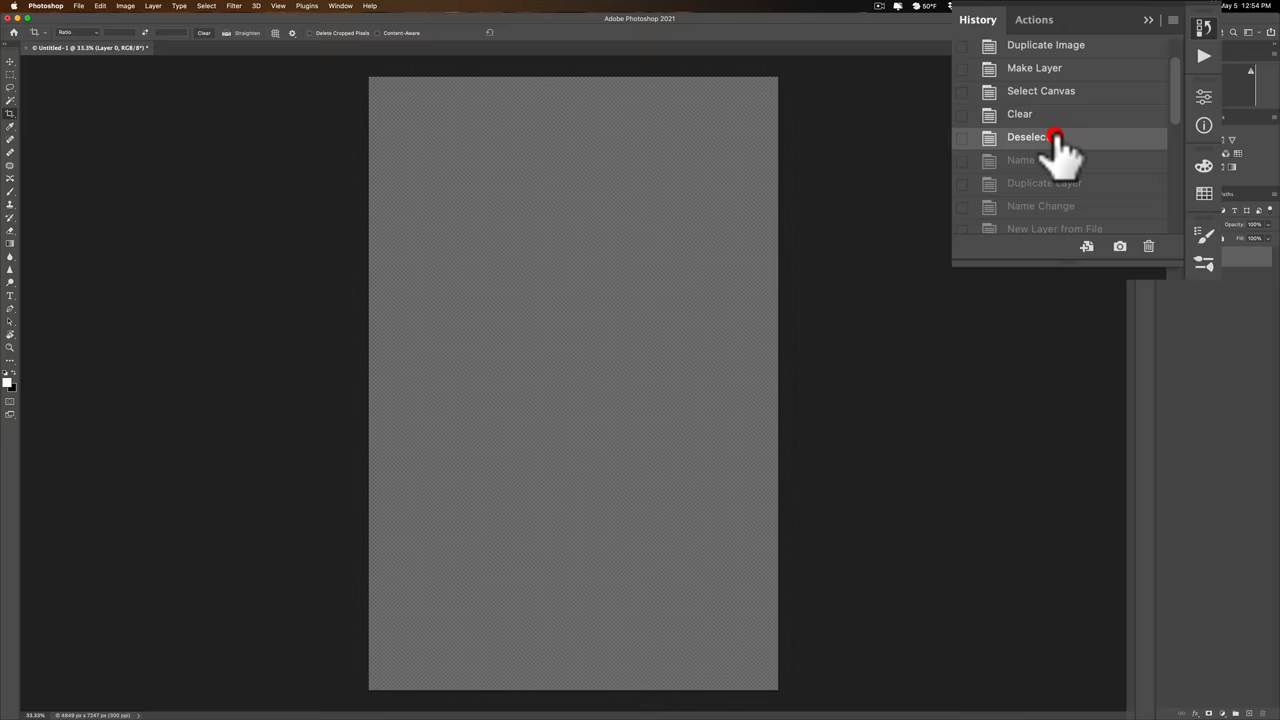 Photoshop File Edit Image Layer Type Select Filter 3D View Plugins Window Help 50°F May 5 12:54 PM
Adobe Photoshop 2021
Ratio Clear Straighten Delete Cropped Pixels Content-Aware
© Untitled-1 @ 33.3% (Layer 0, RGB/8*) *
History Actions
Duplicate Image
Make Layer
Select Canvas
Clear
Deselect
Name
Duplicate Layer
Name Change
New Layer from File
Paths
Opacity: 100%
Fill: 100%
33.33% 4849 px x 7247 px (300 ppi)